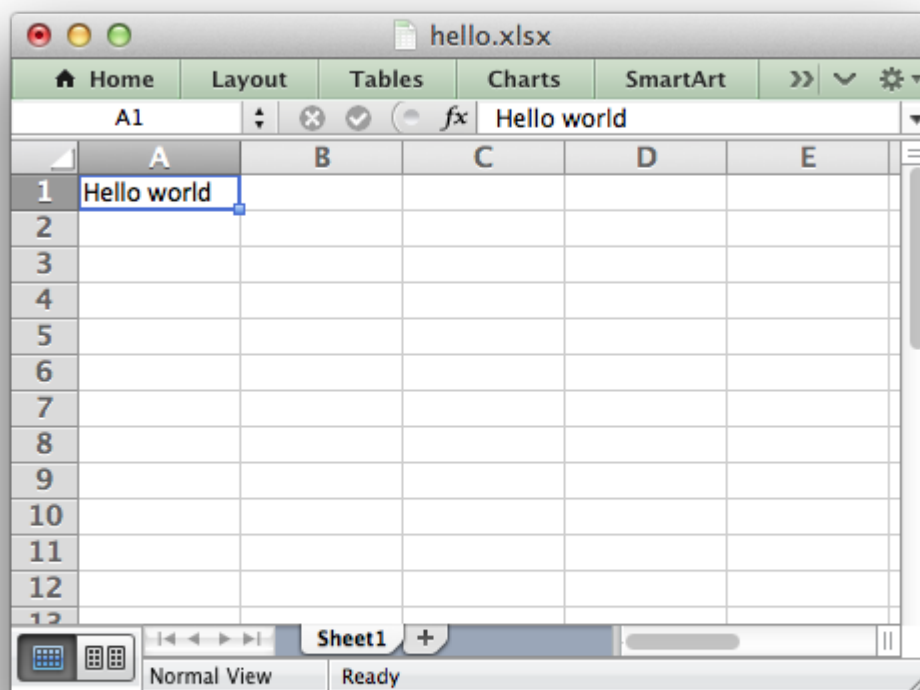 hello.xlsx
Home Layout Tables Charts SmartArt
A1 fx Hello world
A B C D E
1 Hello world
2
3
4
5
6
7
8
9
10
11
12
13
Sheet1 +
Normal View Ready